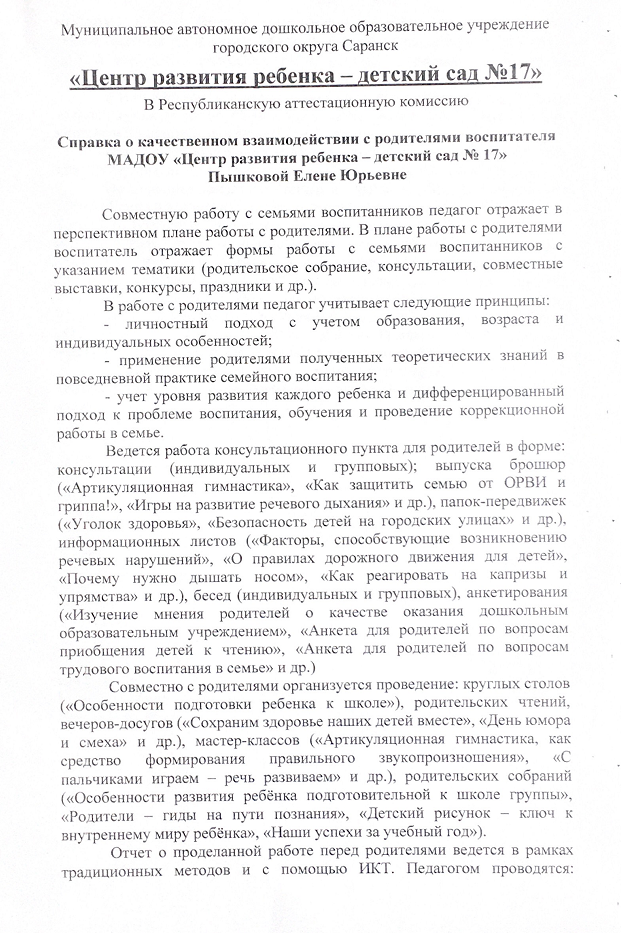 Муниципальное автономное дошкольное образовательное учреждение
городского округа Саранск
«Центр развития ребенка – детский сад №17»
В Республиканскую аттестационную комиссию
Справка о качественном взаимодействии с родителями воспитателя
МАДОУ «Центр развития ребенка – детский сад № 17»
Пышковой Елене Юрьевне
Совместную работу с семьями воспитанников педагог отражает в
перспективном плане работы с родителями. В плане работы с родителями
воспитатель отражает формы работы с семьями воспитанников с
указанием тематики (родительское собрание, консультации, совместные
выставки, конкурсы, праздники и др.).
В работе с родителями педагог учитывает следующие принципы:
- личностный подход с учетом образования, возраста и
индивидуальных особенностей;
- применение родителями полученных теоретических знаний в
повседневной практике семейного воспитания;
- учет уровня развития каждого ребенка и дифференцированный
подход к проблеме воспитания, обучения и проведение коррекционной
работы в семье.
Ведется работа консультационного пункта для родителей в форме:
консультации (индивидуальных и групповых); выпуска брошюр
(«Артикуляционная гимнастика», «Как защитить семью от ОРВИ и
гриппа!», «Игры на развитие речевого дыхания» и др.), папок-передвижек
(«Уголок здоровья», «Безопасность детей на городских улицах» и др.),
информационных листов («Факторы, способствующие возникновению
речевых нарушений», «О правилах дорожного движения для детей»,
«Почему нужно дышать носом», «Как реагировать на капризы и
упрямства» и др.), бесед (индивидуальных и групповых), анкетирования
(«Изучение мнения родителей о качестве оказания дошкольным
образовательным учреждением», «Анкета для родителей по вопросам
приобщения детей к чтению», «Анкета для родителей по вопросам
трудового воспитания в семье» и др.)
Совместно с родителями организуется проведение: круглых столов
(«Особенности подготовки ребенка к школе»), родительских чтений,
вечеров-досугов («Сохраним здоровье наших детей вместе», «День юмора
и смеха» и др.), мастер-классов («Артикуляционная гимнастика, как
средство формирования правильного звукопроизношения», «С
пальчиками играем – речь развиваем» и др.), родительских собраний
(«Особенности развития ребёнка подготовительной к школе группы»,
«Родители – гиды на пути познания», «Детский рисунок – ключ к
внутреннему миру ребёнка», «Наши успехи за учебный год»).
Отчет о проделанной работе перед родителями ведется в рамках
традиционных методов и с помощью ИКТ. Педагогом проводятся: